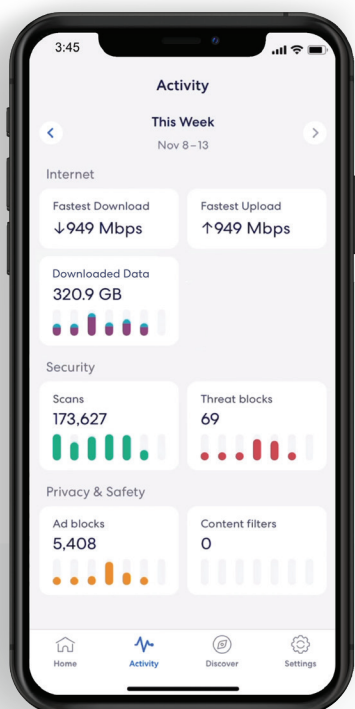 3:45
Activity
This Week
Nov 8–13
Internet
Fastest Download
↓949 Mbps
Fastest Upload
↑949 Mbps
Downloaded Data
320.9 GB
Security
Scans
173,627
Threat blocks
69
Privacy & Safety
Ad blocks
5,408
Content filters
0
Home
Activity
Discover
Settings